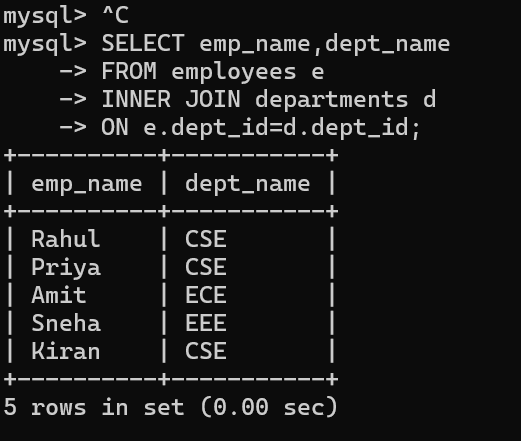 mysql> ^C
mysql> SELECT emp_name,dept_name
    -> FROM employees e
    -> INNER JOIN departments d
    -> ON e.dept_id=d.dept_id;
+----------+-----------+
| emp_name | dept_name |
+----------+-----------+
| Rahul    | CSE       |
| Priya    | CSE       |
| Amit     | ECE       |
| Sneha    | EEE       |
| Kiran    | CSE       |
+----------+-----------+
5 rows in set (0.00 sec)